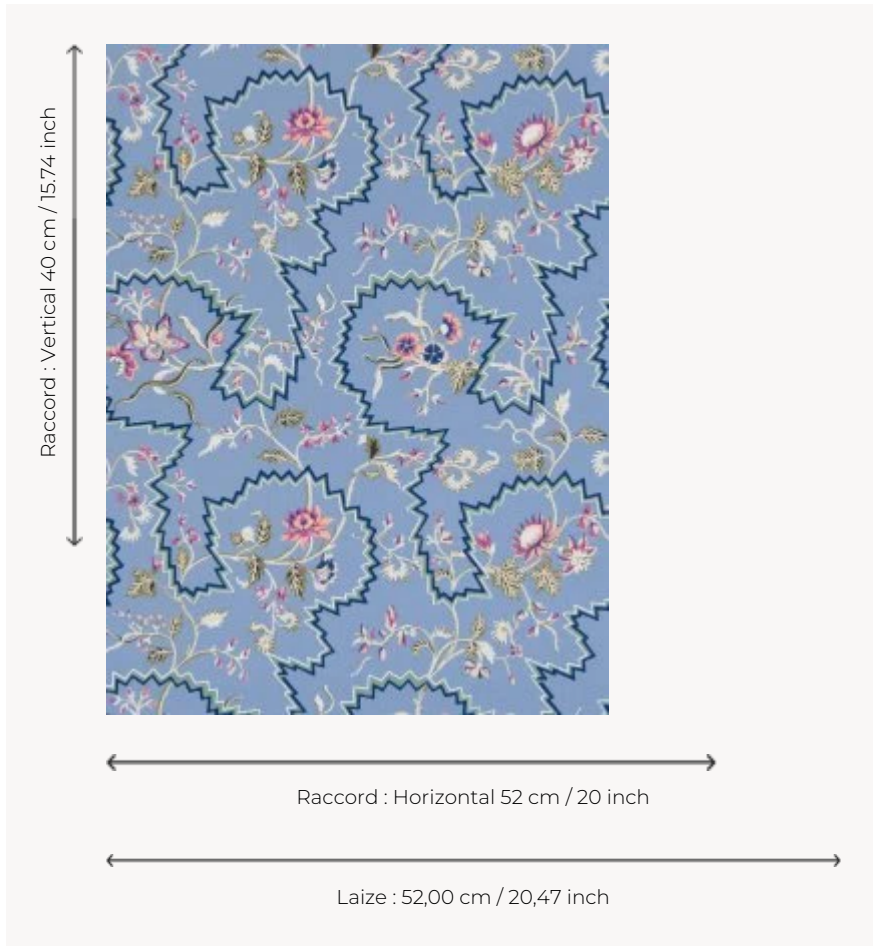 Raccord : Vertical 40 cm / 15.74 inch
Raccord : Horizontal 52 cm / 20 inch
Laize : 52,00 cm / 20,47 inch